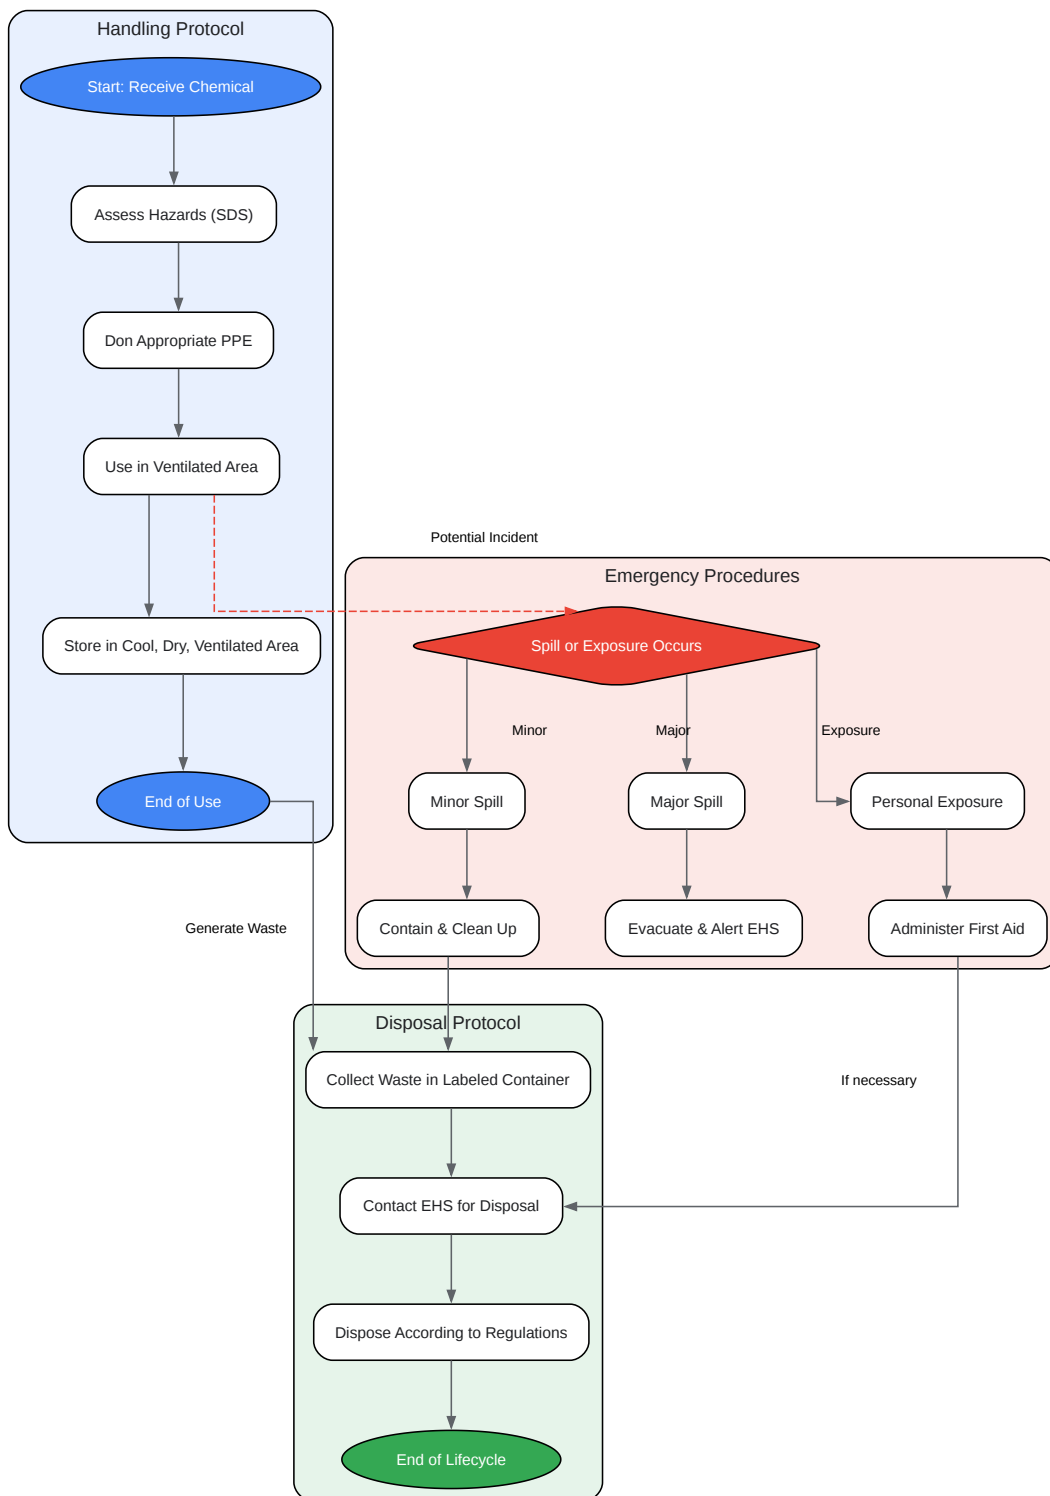 Handling Protocol
Start: Receive Chemical
Assess Hazards (SDS)
Don Appropriate PPE
Use in Ventilated Area
Store in Cool, Dry, Ventilated Area
End of Use
Generate Waste
Potential Incident
Emergency Procedures
Spill or Exposure Occurs
Minor
Major
Exposure
Minor Spill
Major Spill
Personal Exposure
Contain & Clean Up
Evacuate & Alert EHS
Administer First Aid
If necessary
Disposal Protocol
Collect Waste in Labeled Container
Contact EHS for Disposal
Dispose According to Regulations
End of Lifecycle